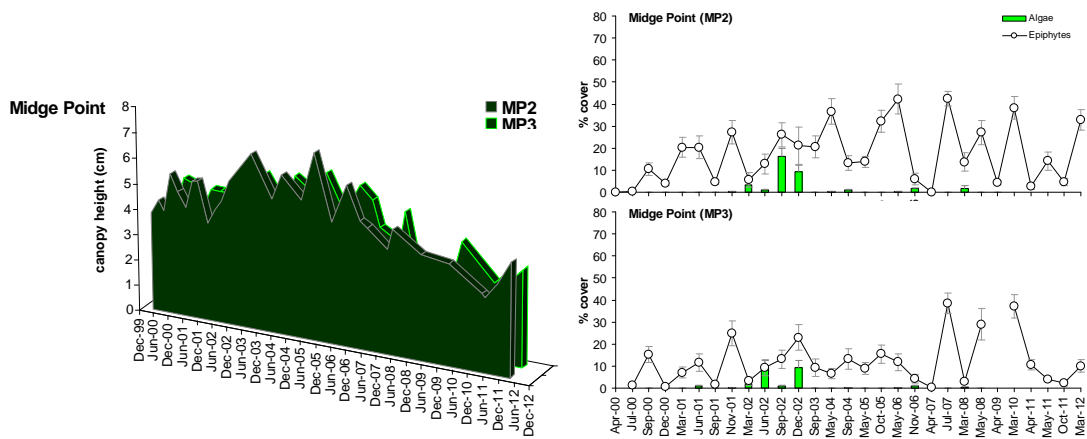 Midge Point
MP2
MP3
canopy height (cm)
8
7
6
5
4
3
2
1
0
Dec-99
Jun-00
Dec-00
Jun-01
Dec-01
Jun-02
Dec-02
Jun-03
Dec-03
Jun-04
Dec-04
Jun-05
Dec-05
Jun-06
Dec-06
Jun-07
Dec-07
Jun-08
Dec-08
Jun-09
Dec-09
Jun-10
Dec-10
Jun-11
Dec-11
Jun-12
Dec-12
Midge Point (MP2)
Algae
Epiphytes
% cover
80
70
60
50
40
30
20
10
0
Midge Point (MP3)
% cover
80
70
60
50
40
30
20
10
0
Apr-00
Jul-00
Sep-00
Dec-00
Mar-01
Jun-01
Sep-01
Nov-01
Mar-02
Jun-02
Sep-02
Dec-02
Sep-03
May-04
Sep-04
May-05
Oct-05
May-06
Nov-06
Apr-07
Jul-07
Mar-08
May-08
Apr-09
Mar-10
Apr-11
May-11
Oct-11
Mar-12